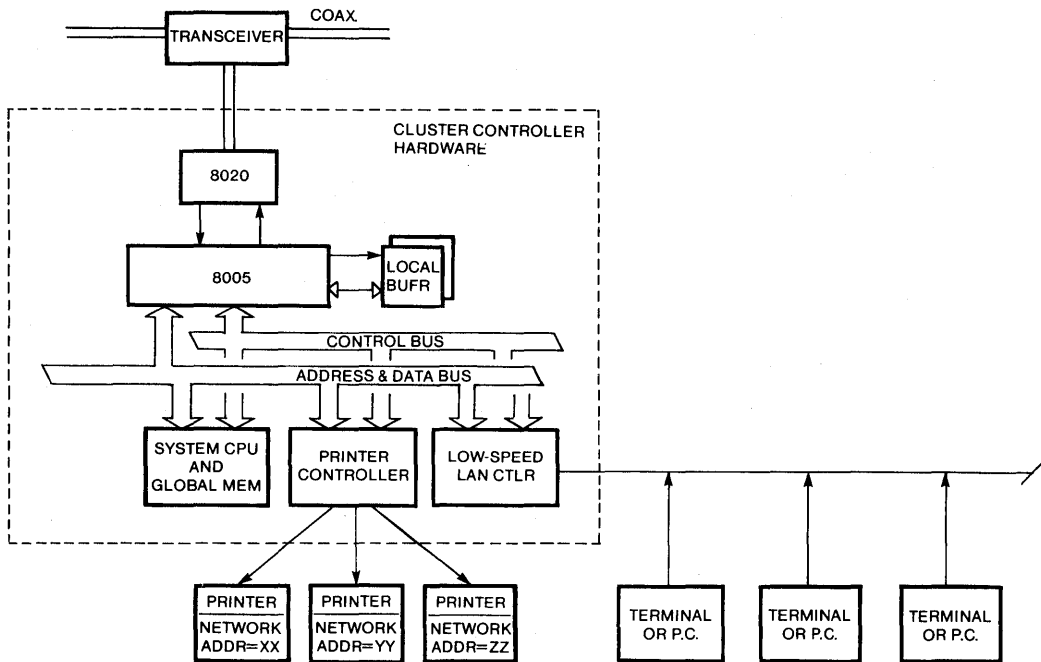 COAX.
TRANSCEIVER
CLUSTER CONTROLLER
HARDWARE
8020
8005
LOCAL
BUFR
CONTROL BUS
ADDRESS & DATA BUS
SYSTEM CPU
AND
GLOBAL MEM
PRINTER
CONTROLLER
LOW-SPEED
LAN CTLR
PRINTER
NETWORK
ADDR=XX
PRINTER
NETWORK
ADDR=YY
PRINTER
NETWORK
ADDR=ZZ
TERMINAL
OR P.C.
TERMINAL
OR P.C.
TERMINAL
OR P.C.